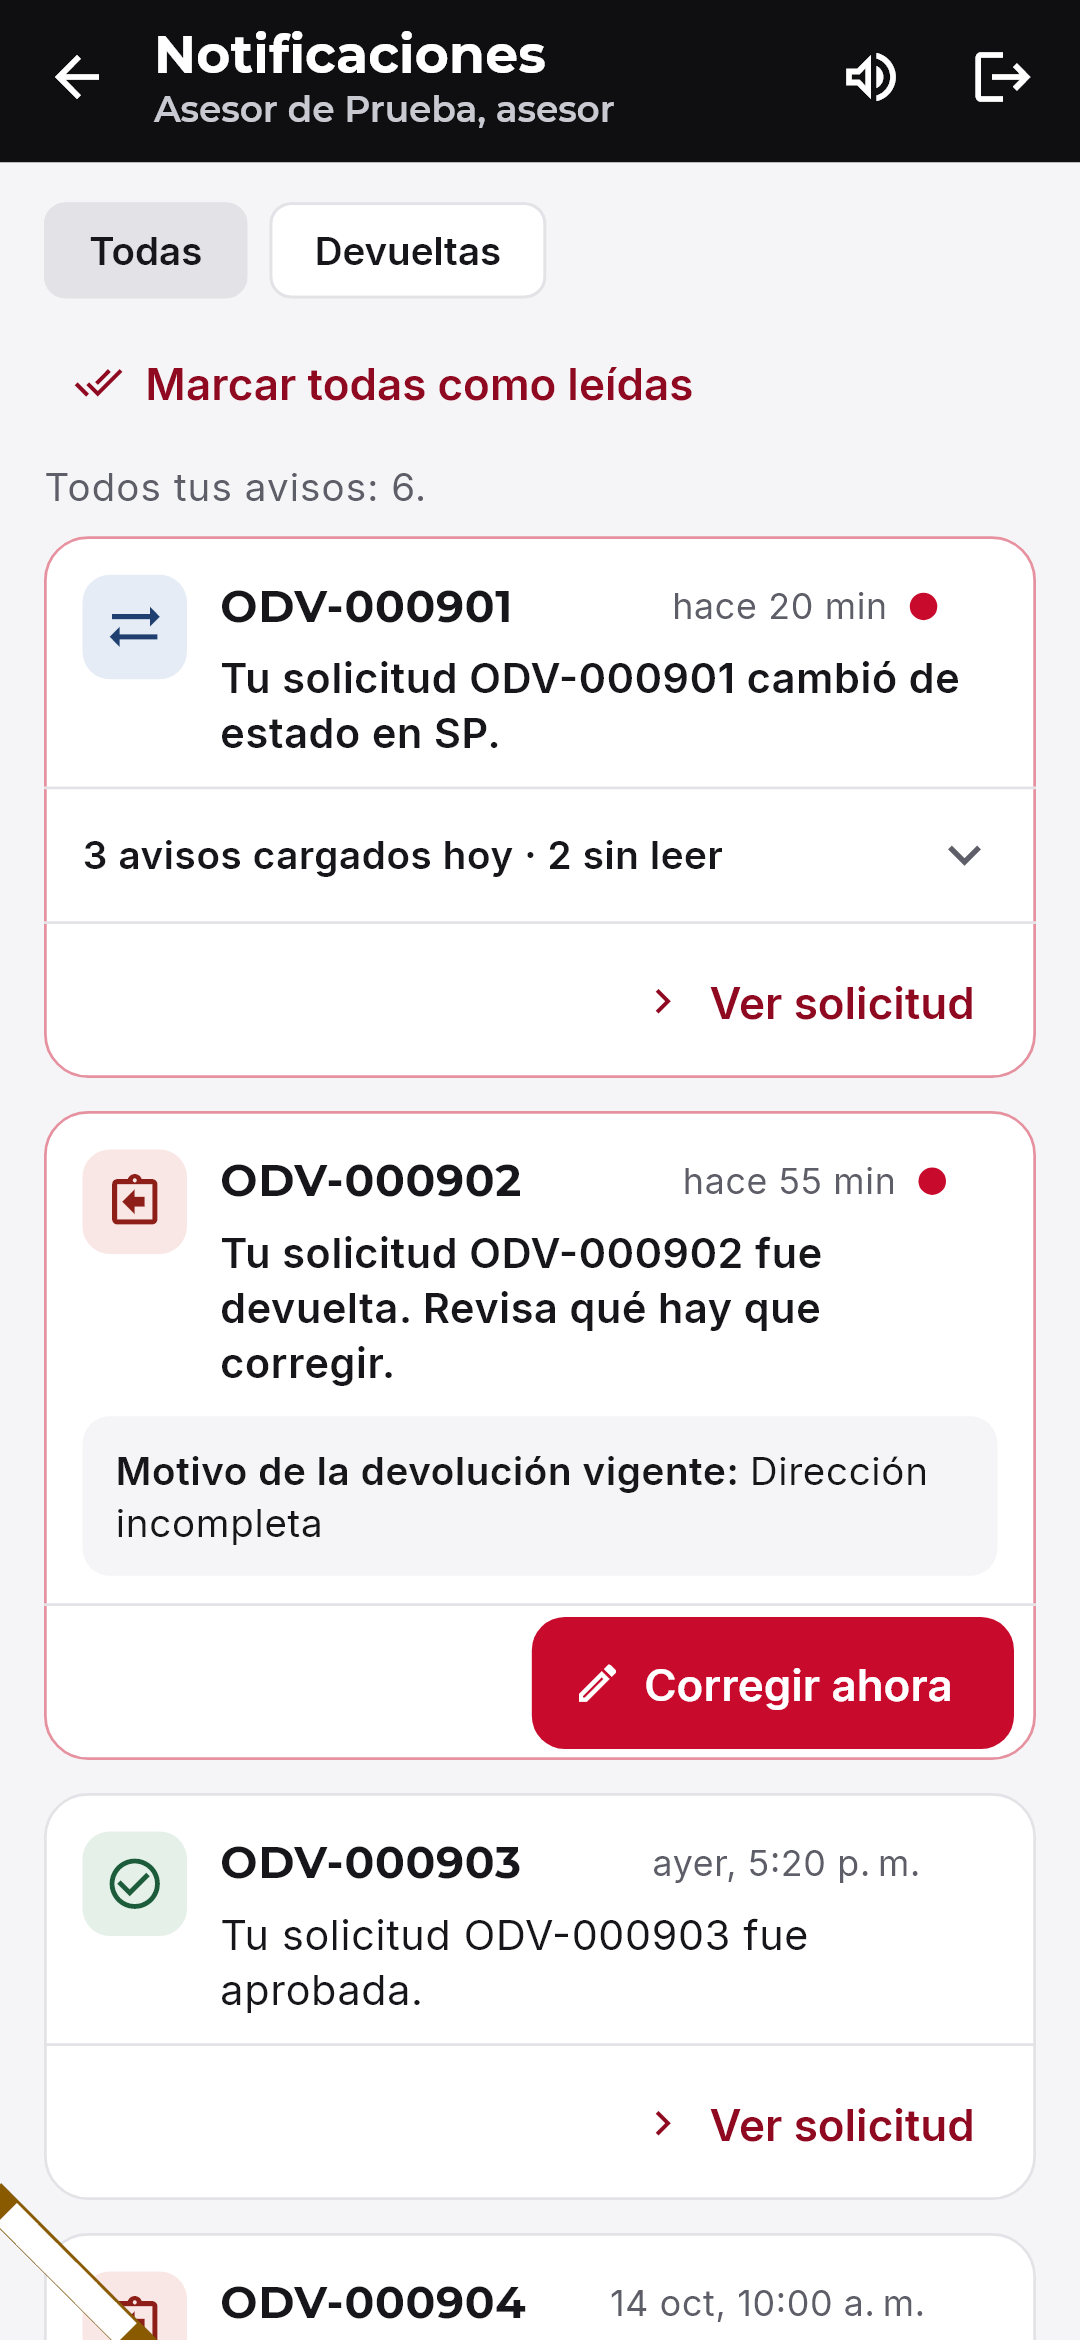 Notificaciones
Asesor de Prueba, asesor
Todas
Devueltas
Marcar todas como leídas
Todos tus avisos: 6.
ODV-000901
hace 20 min
Tu solicitud ODV-000901 cambió de
estado en SP.
3 avisos cargados hoy · 2 sin leer
Ver solicitud
ODV-000902
hace 55 min
Tu solicitud ODV-000902 fue
devuelta. Revisa qué hay que
corregir.
Motivo de la devolución vigente: Dirección
incompleta
Corregir ahora
ODV-000903
ayer, 5:20 p. m.
Tu solicitud ODV-000903 fue
aprobada.
Ver solicitud
ODV-000904
14 oct, 10:00 a. m.